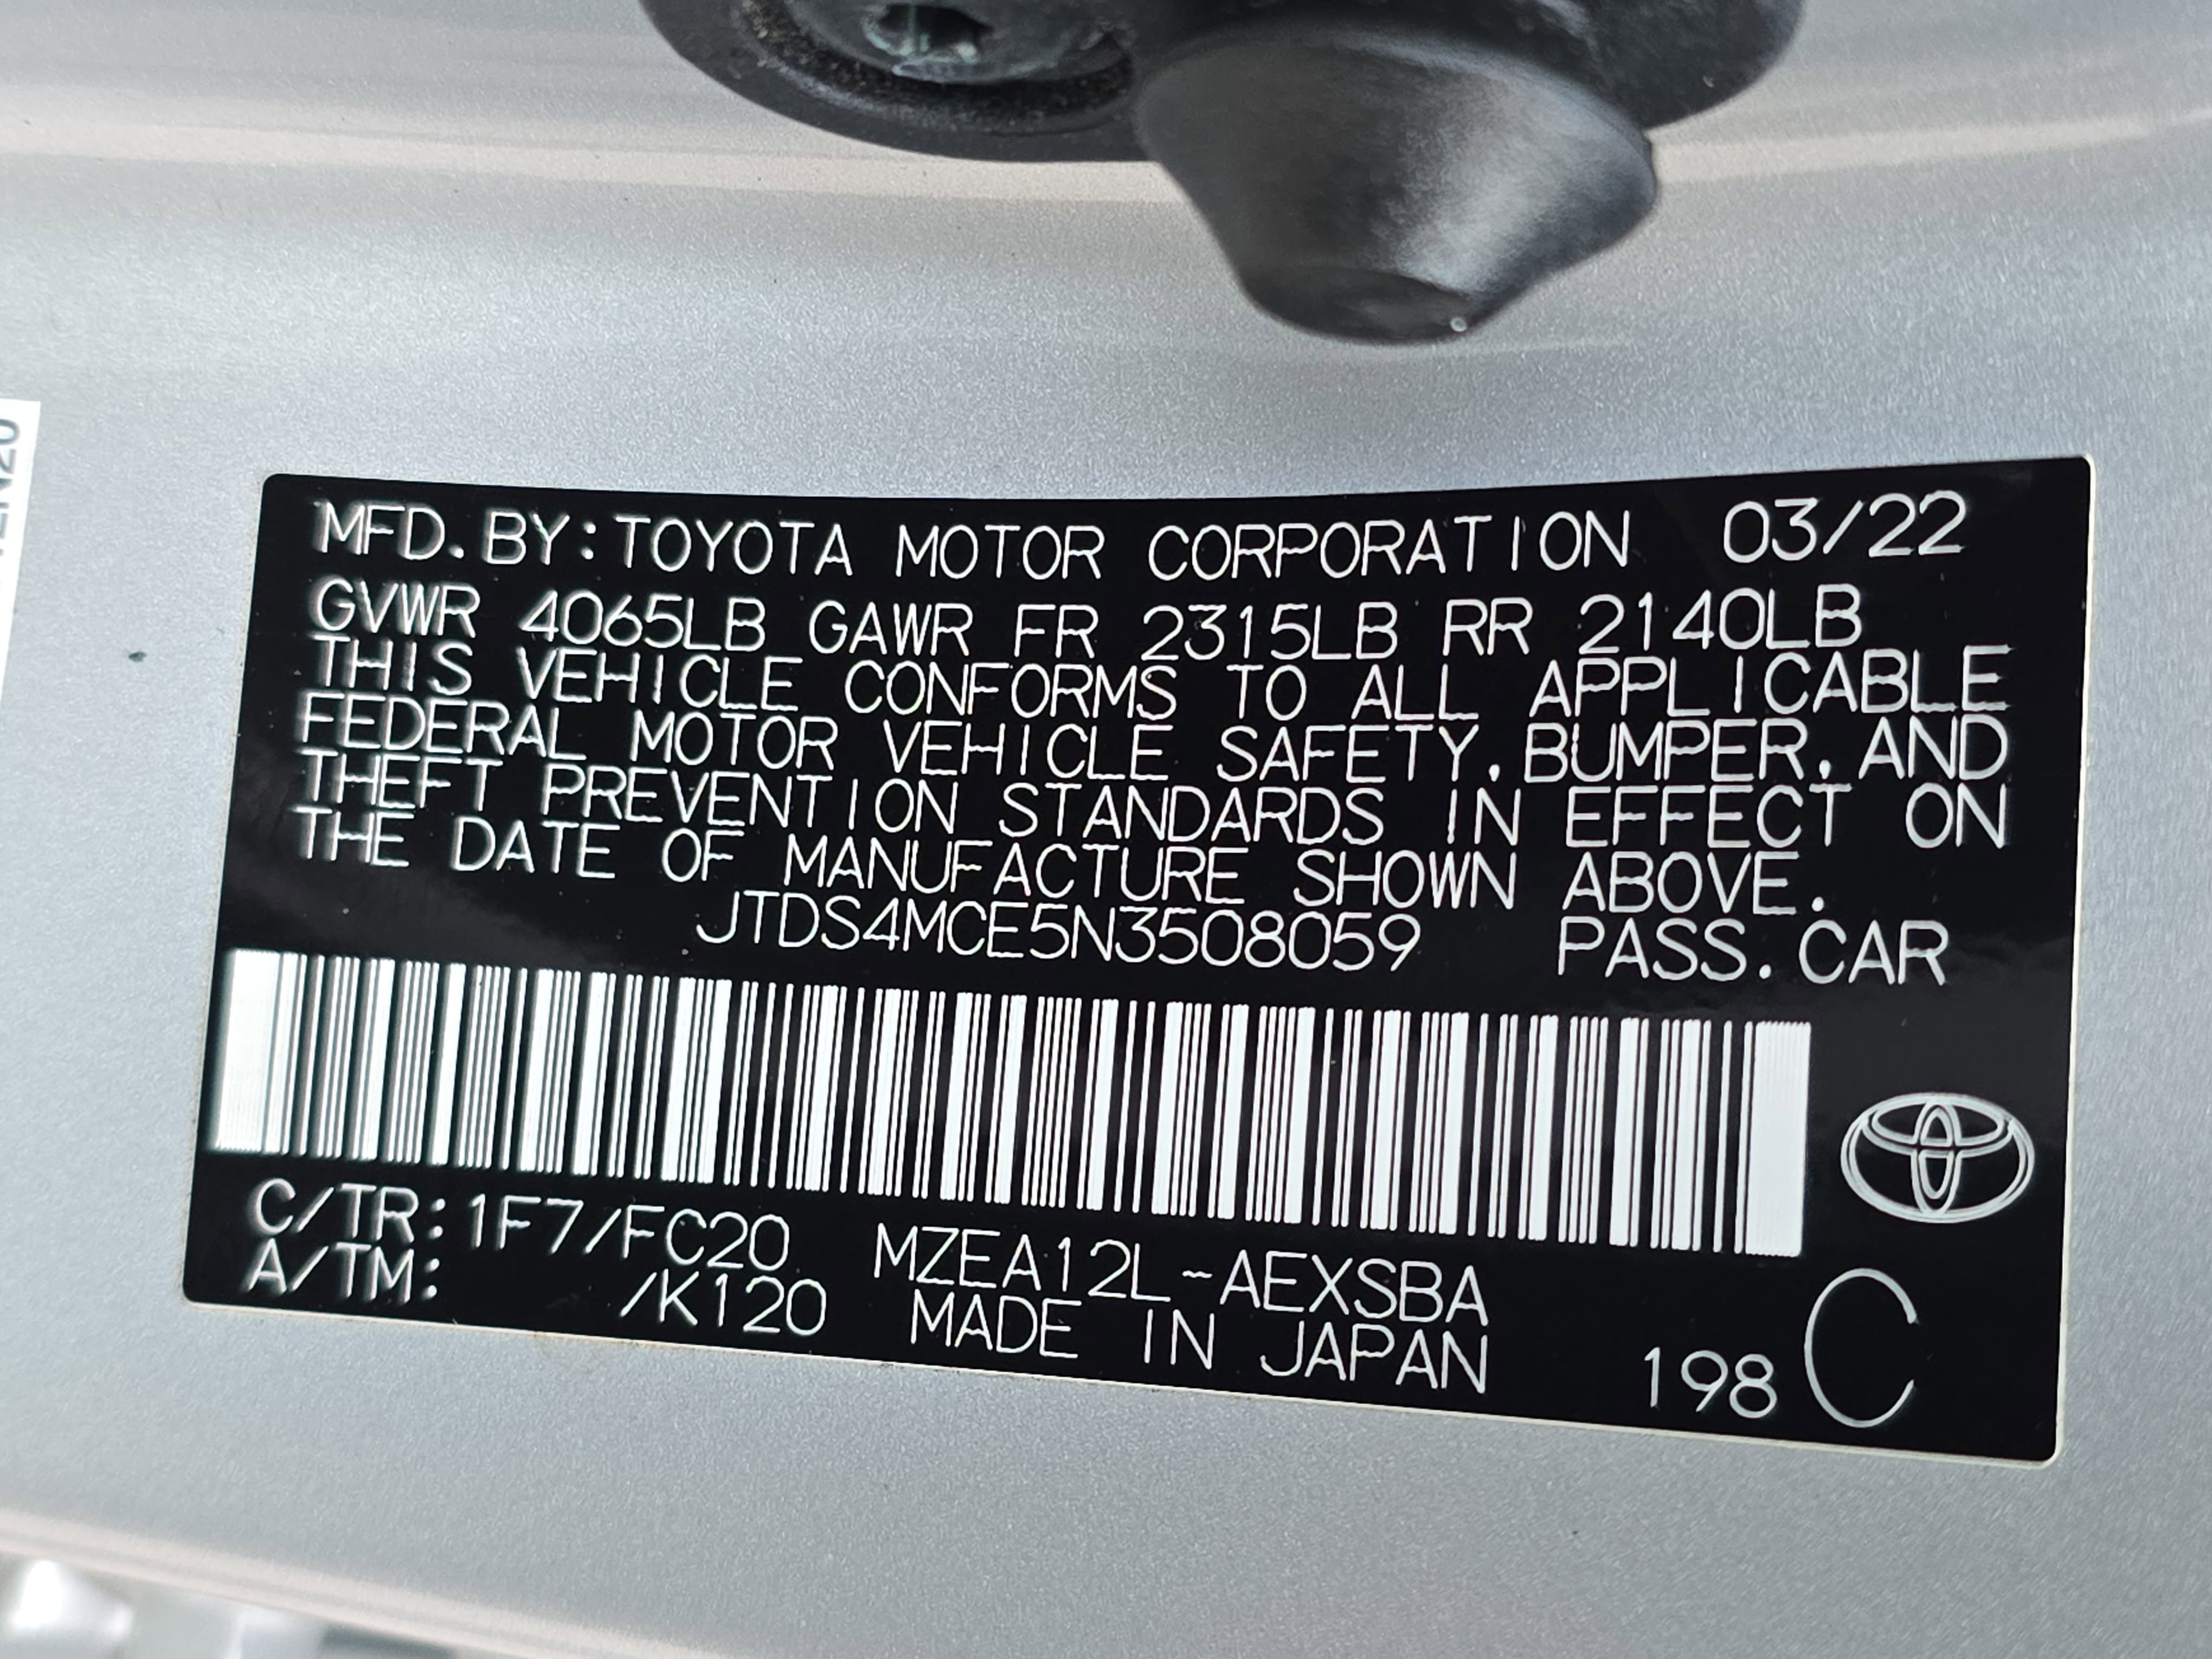 MFD. BY: TOYOTA MOTOR CORPORATION 03/22
GVWR 4065LB GAWR FR 2315LB RR 2140LB
THIS VEHICLE CONFORMS TO ALL APPLICABLE
FEDERAL MOTOR VEHICLE SAFETY, BUMPER, AND
THEFT PREVENTION STANDARDS IN EFFECT ON
THE DATE OF MANUFACTURE SHOWN ABOVE.
JTDS4MCE5N3508059 PASS. CAR
C/TR: 1F7/FC20 MZEA12L-AEXSBA
A/TM: /K120 MADE IN JAPAN
198 C